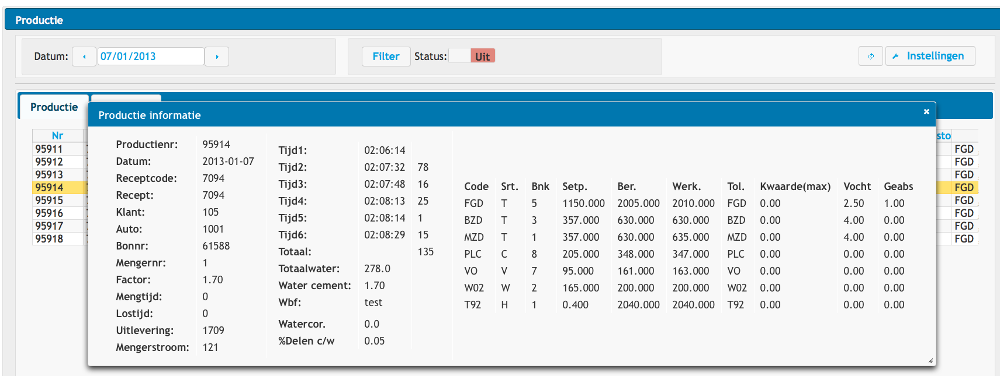 Productie
Datum: 07/01/2013 Filter Status: Uit Instellingen
Productie
Productie informatie
Nr
95911 FGD
95912 FGD
95913 FGD
95914 FGD
95915 FGD
95916 FGD
95917 FGD
95918 FGD
Productienr: 95914
Datum: 2013-01-07
Receptcode: 7094
Recept: 7094
Klant: 105
Auto: 1001
Bonnr: 61588
Mengernr: 1
Factor: 1.70
Mengtijd: 0
Lostijd: 0
Uitlevering: 1709
Mengerstroom: 121
Tijd1: 02:06:14
Tijd2: 02:07:32 78
Tijd3: 02:07:48 16
Tijd4: 02:08:13 25
Tijd5: 02:08:14 1
Tijd6: 02:08:29 15
Totaal: 135
Totaalwater: 278.0
Water cement: 1.70
Wbf: test
Watercor. 0.0
%Delen c/w 0.05
Code Srt. Bnk Setp. Ber. Werk. Tol. Kwaarde(max) Vocht Geabs
FGD T 5 1150.000 2005.000 2010.000 FGD 0.00 2.50 1.00
BZD T 3 357.000 630.000 630.000 BZD 0.00 4.00 0.00
MZD T 1 357.000 630.000 635.000 MZD 0.00 4.00 0.00
PLC C 8 205.000 348.000 347.000 PLC 0.00 0.00 0.00
VO V 7 95.000 161.000 163.000 VO 0.00 0.00 0.00
W02 W 2 165.000 200.000 200.000 W02 0.00 0.00 0.00
T92 H 1 0.400 2040.000 2040.000 T92 0.00 0.00 0.00